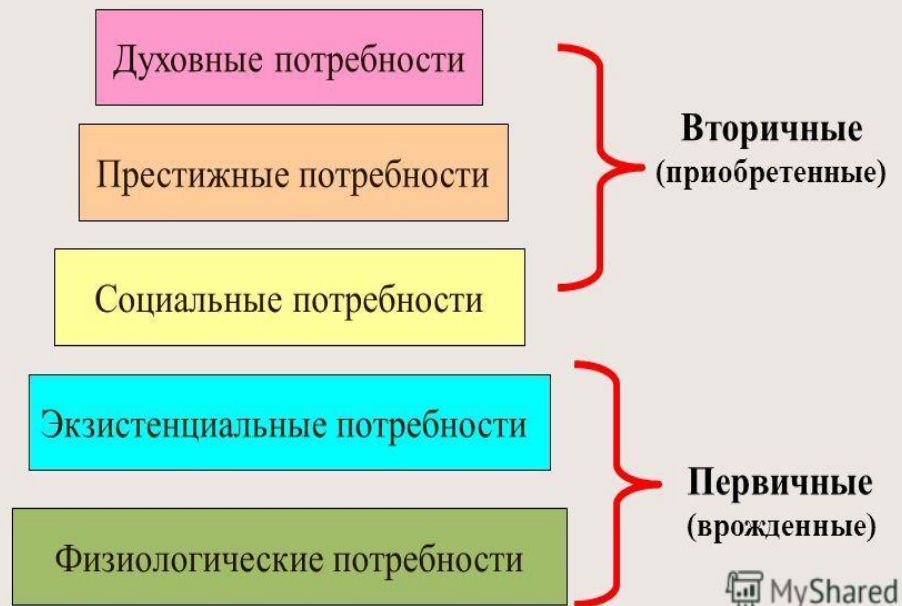 Духовные потребности
Престижные потребности
Вторичные
(приобретенные)
Социальные потребности
Экзистенциальные потребности
Первичные
(врожденные)
Физиологические потребности
MyShared